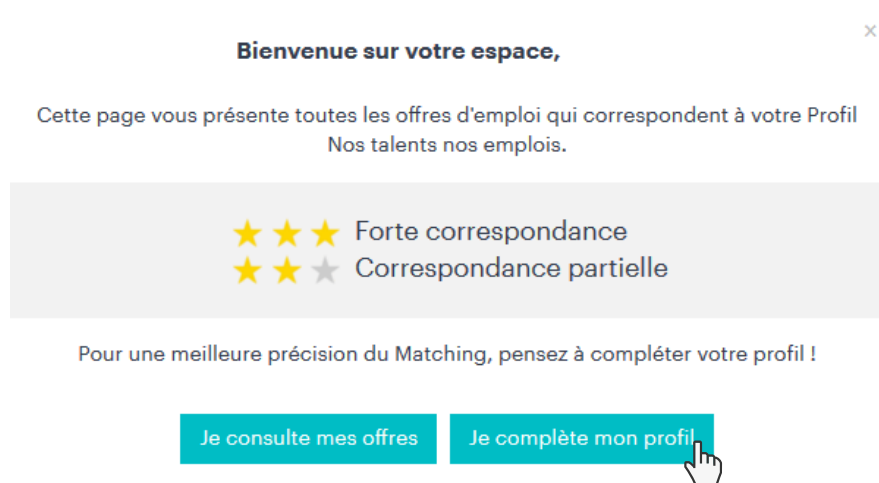 ×
Bienvenue sur votre espace,
Cette page vous présente toutes les offres d'emploi qui correspondent à votre Profil
Nos talents nos emplois.
Forte correspondance
Correspondance partielle
Pour une meilleure précision du Matching, pensez à compléter votre profil !
Je consulte mes offres
Je complète mon profil